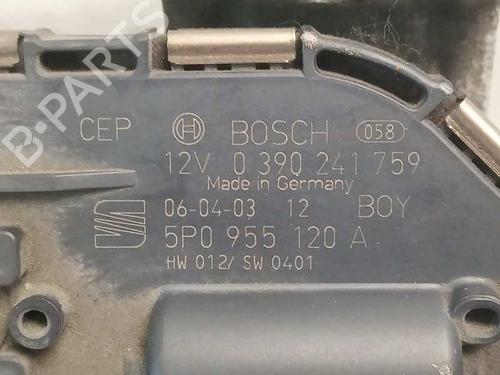 B-PARTS
CEP BOSCH 058
12V 0 390 241 759
Made in Germany
06-04-03 12 BOY
5P0 955 120 A
HW 012/ SW 0401